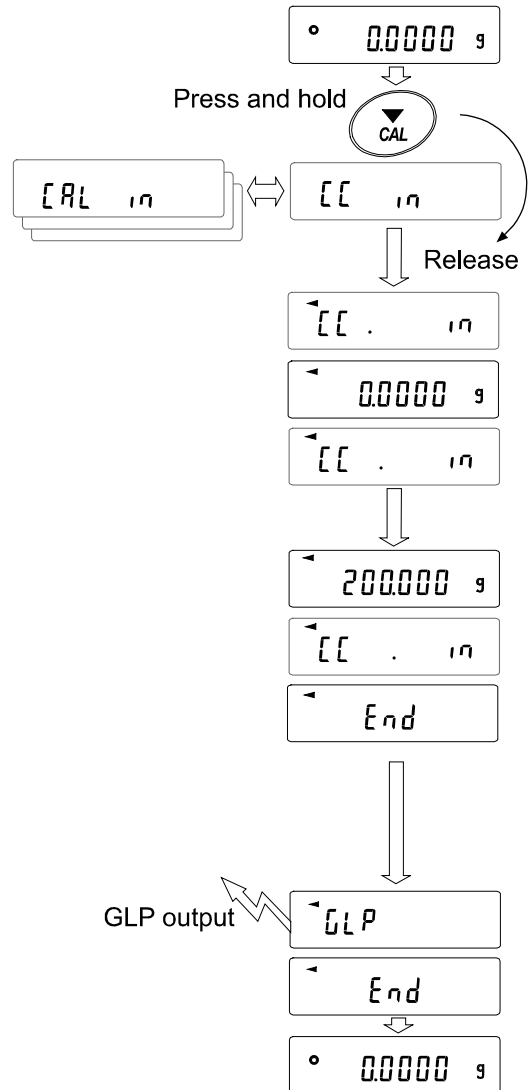 0.0000 g
Press and hold
CAL
CAL in
CC in
Release
CC . in
0.0000 g
CC . in
200.000 g
CC . in
End
GLP output
GLP
End
0.0000 g